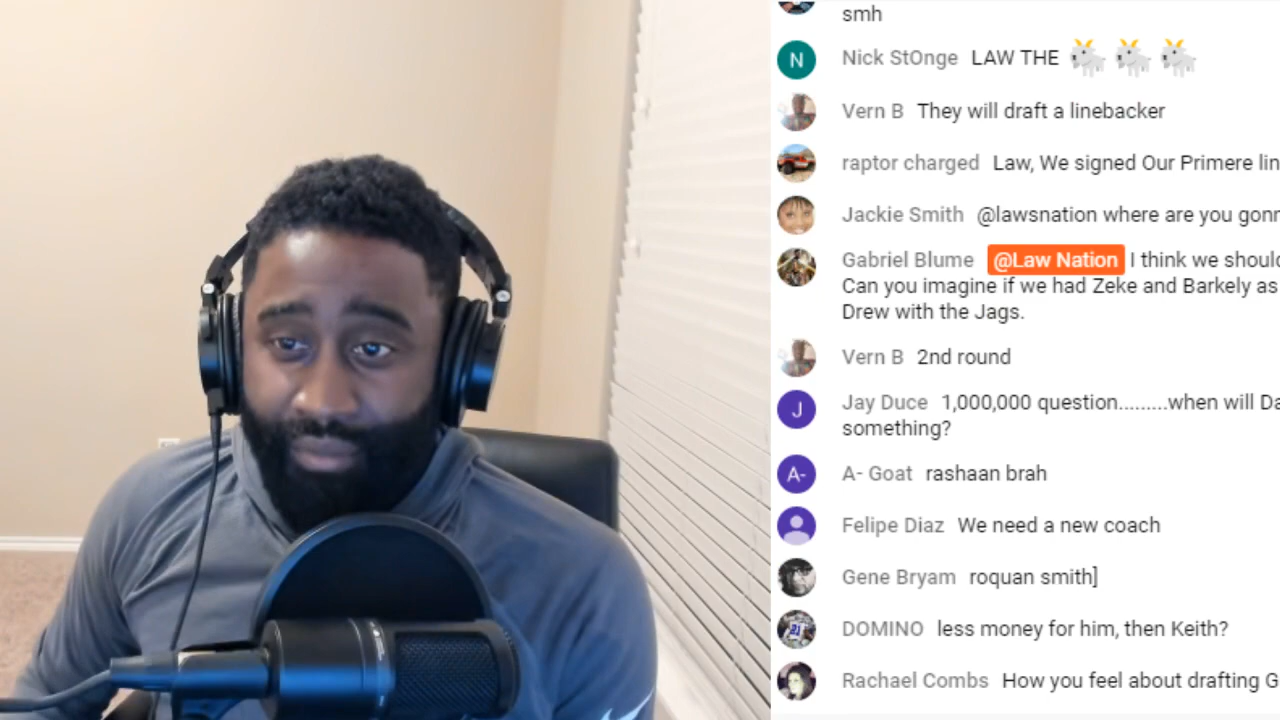 smh
N Nick StOnge LAW THE
Vern B They will draft a linebacker
raptor charged Law, We signed Our Primere lin
Jackie Smith @lawsnation where are you gonr
Gabriel Blume @Law Nation I think we should
Can you imagine if we had Zeke and Barkely as
Drew with the Jags.
Vern B 2nd round
J Jay Duce 1,000,000 question.........when will Da
something?
A- A- Goat rashaan brah
Felipe Diaz We need a new coach
Gene Bryam roquan smith]
DOMINO less money for him, then Keith?
Rachael Combs How you feel about drafting G